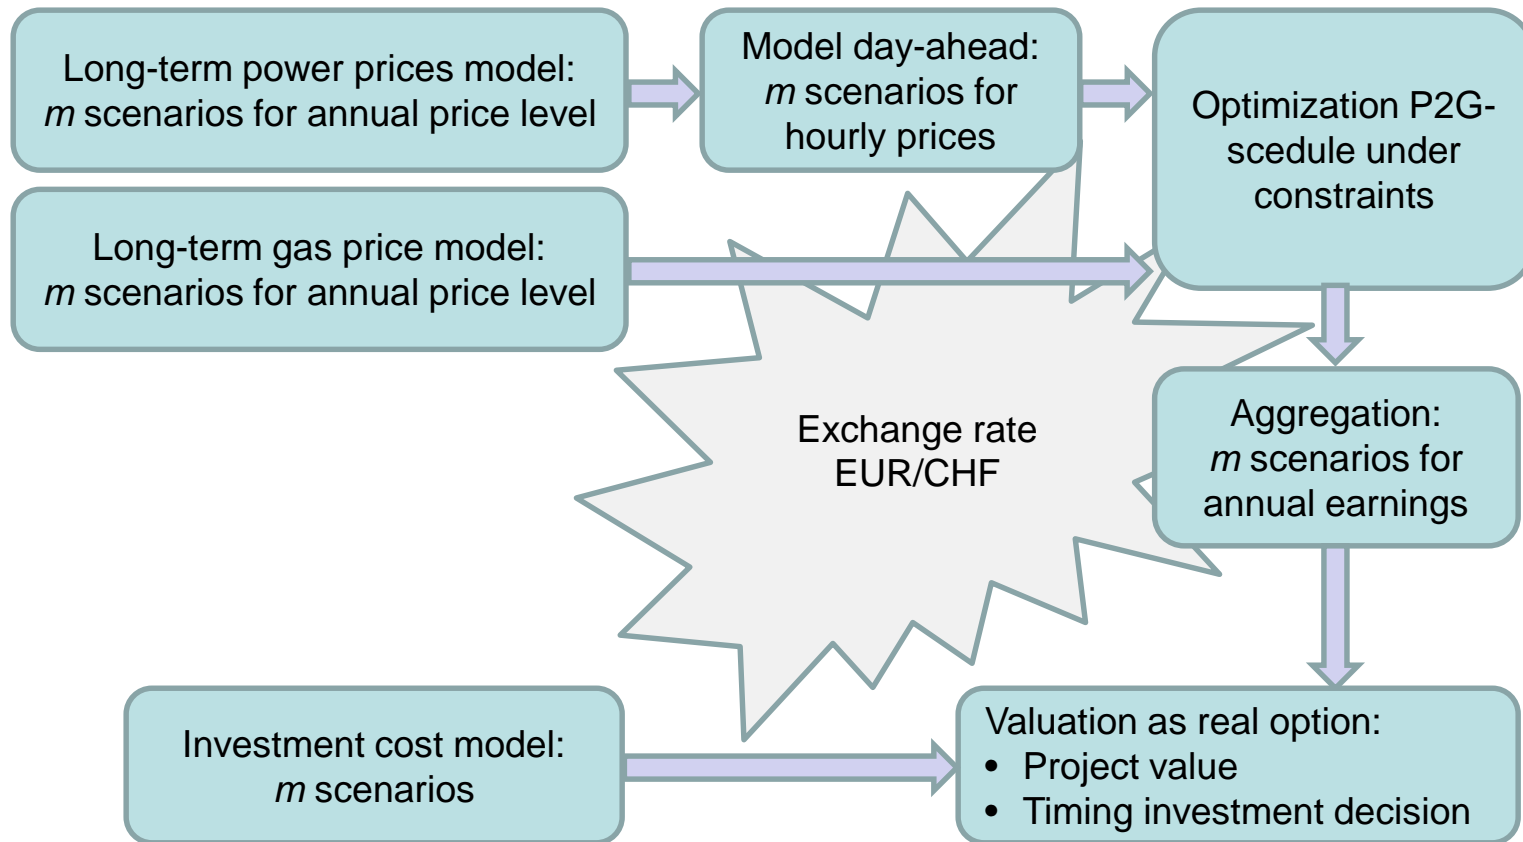 Long-term power prices model:
m scenarios for annual price level
Model day-ahead:
m scenarios for
hourly prices
Optimization P2G-
scedule under
constraints
Long-term gas price model:
m scenarios for annual price level
Exchange rate
EUR/CHF
Aggregation:
m scenarios for
annual earnings
Investment cost model:
m scenarios
Valuation as real option:
• Project value
• Timing investment decision